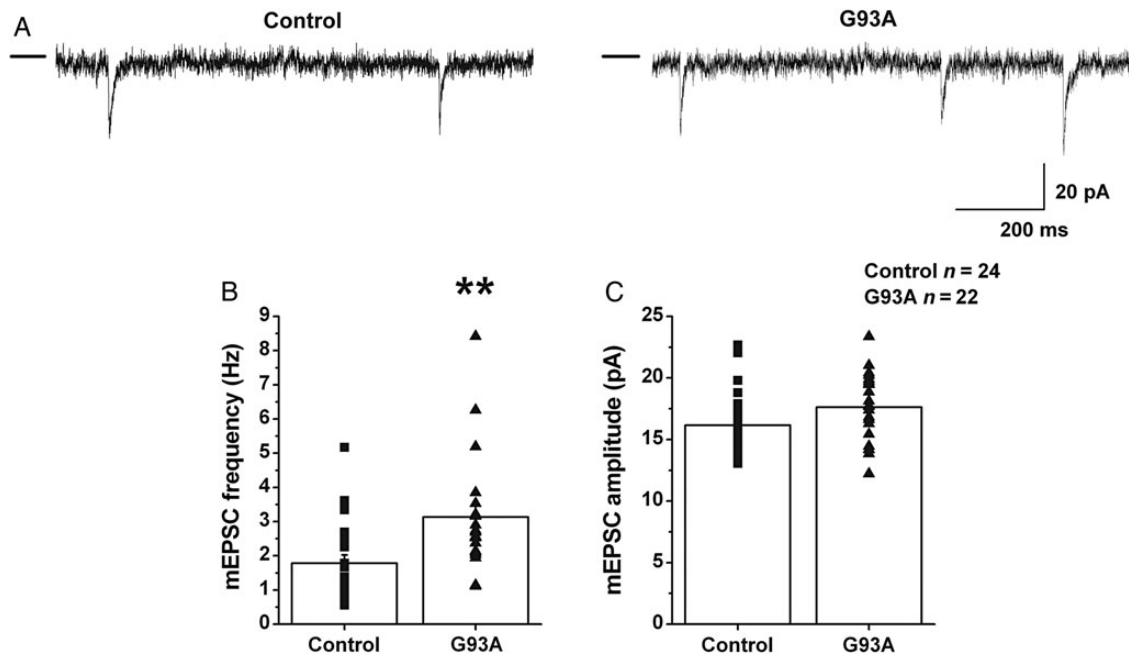 A
Control
G93A
20 pA
200 ms
B
**
mEPSC frequency (Hz)
9
8
7
6
5
4
3
2
1
0
Control
G93A
C
Control n = 24
G93A n = 22
mEPSC amplitude (pA)
25
20
15
10
5
0
Control
G93A